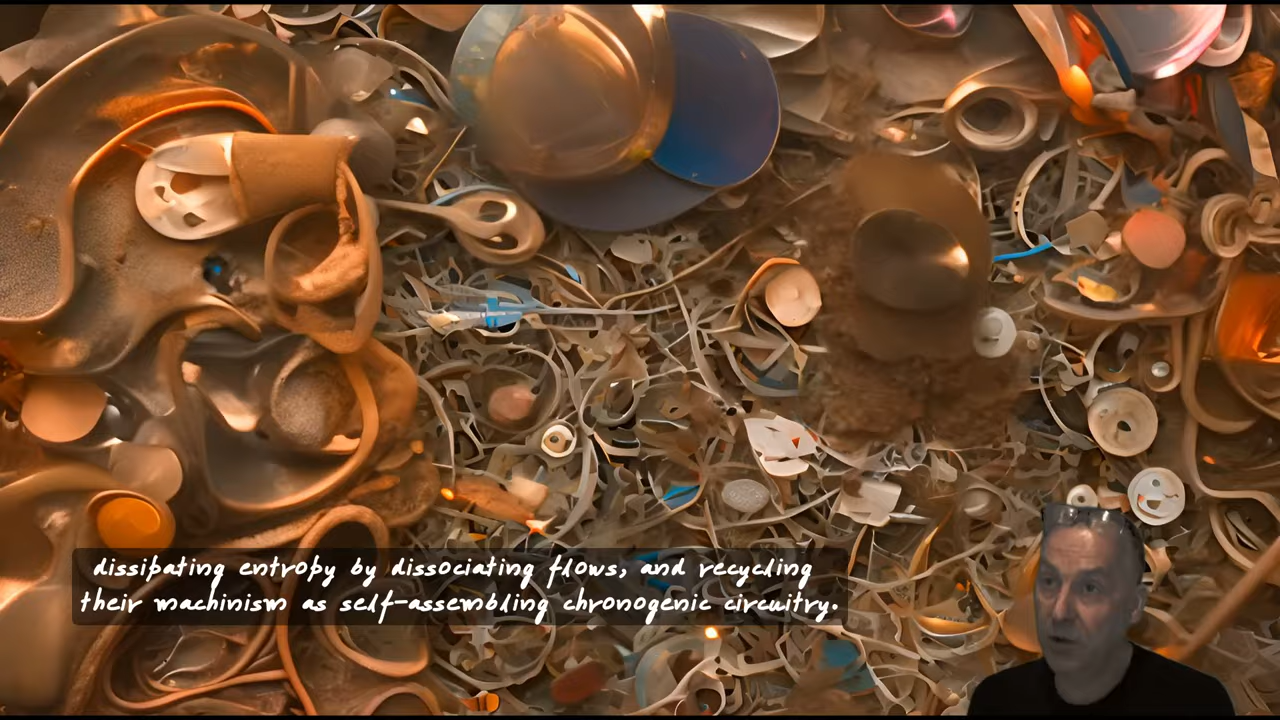 dissipating entropy by dissociating flows, and recycling
their machinism as self-assembling chronogenic circuitry.